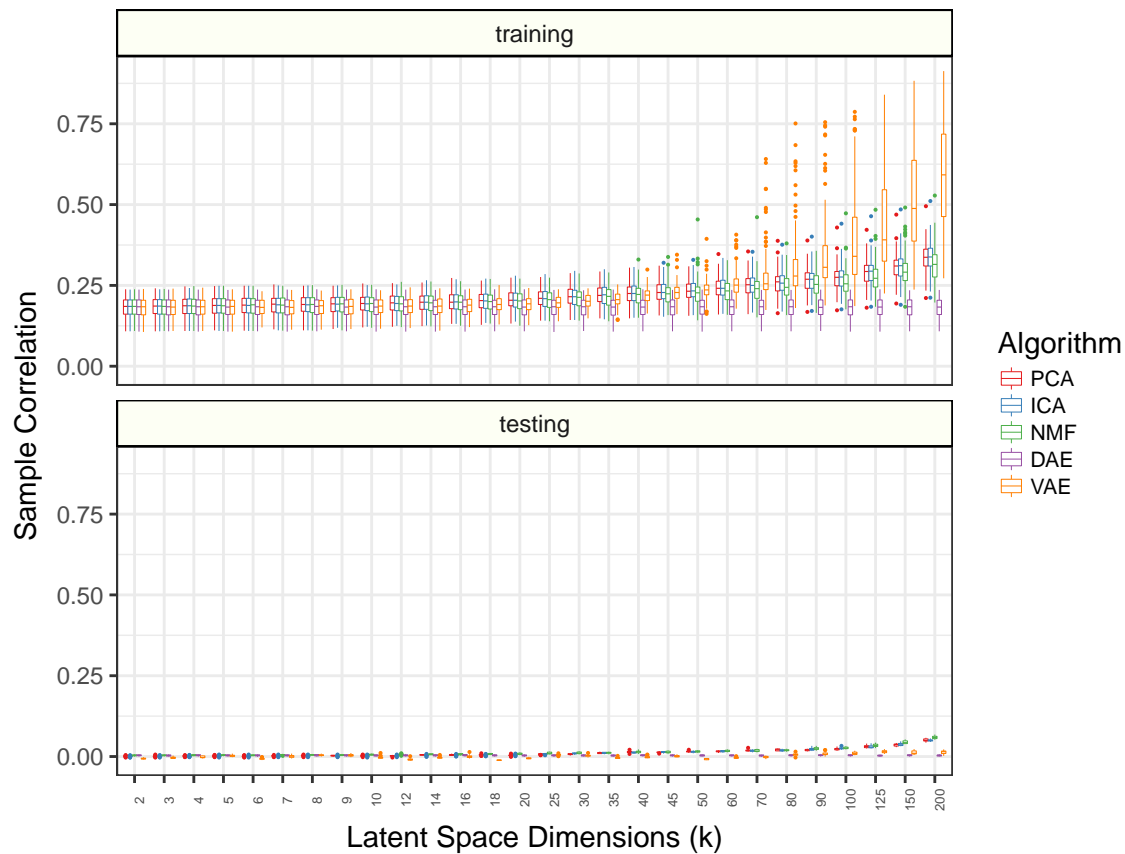 training
0.75
0.50
0.25
0.00
testing
0.75
0.50
0.25
0.00
Sample Correlation
2 3 4 5 6 7 8 9 10 12 14 16 18 20 25 30 35 40 45 50 60 70 80 90 100 125 150 200
Latent Space Dimensions (k)
Algorithm
PCA
ICA
NMF
DAE
VAE